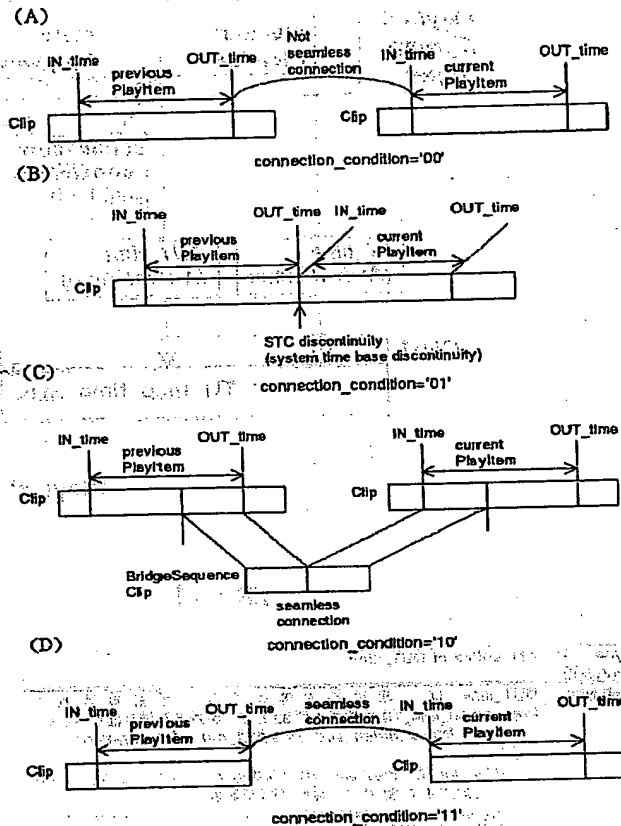 (A)
Not
seamless
connection
IN_time
OUT_time
IN_time
OUT_time
previous
PlayItem
current
PlayItem
Clip
Clip
connection_condition='00'
(B)
IN_time
OUT_time
IN_time
OUT_time
previous
PlayItem
current
PlayItem
Clip
STC discontinuity
(system time base discontinuity)
connection_condition='01'
(C)
IN_time
OUT_time
IN_time
OUT_time
previous
PlayItem
current
PlayItem
Clip
Clip
BridgeSequence
Clip
seamless
connection
connection_condition='10'
(D)
seamless
connection
IN_time
OUT_time
IN_time
OUT_time
previous
PlayItem
current
PlayItem
Clip
Clip
connection_condition='11'